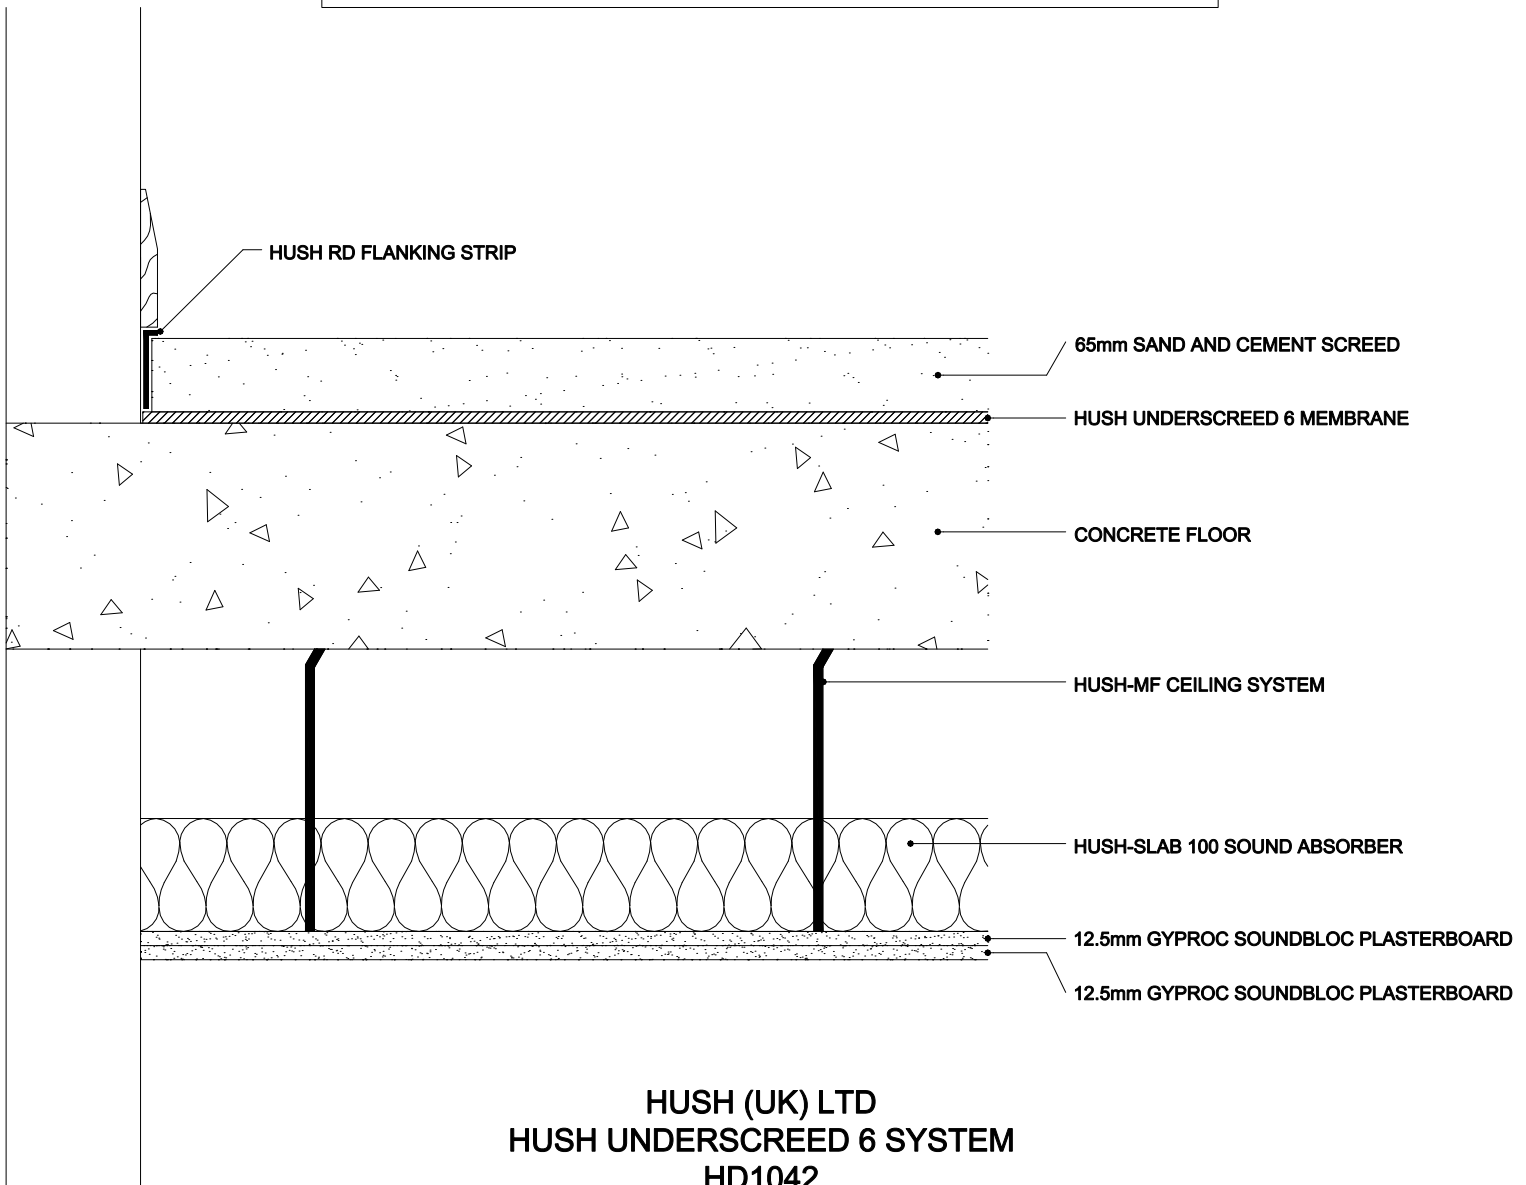 HUSH RD FLANKING STRIP
65mm SAND AND CEMENT SCREED
HUSH UNDERSCREED 6 MEMBRANE
CONCRETE FLOOR
HUSH-MF CEILING SYSTEM
HUSH-SLAB 100 SOUND ABSORBER
12.5mm GYPROC SOUNDBLOC PLASTERBOARD
12.5mm GYPROC SOUNDBLOC PLASTERBOARD
HUSH (UK) LTD
HUSH UNDERSCREED 6 SYSTEM
HD1042